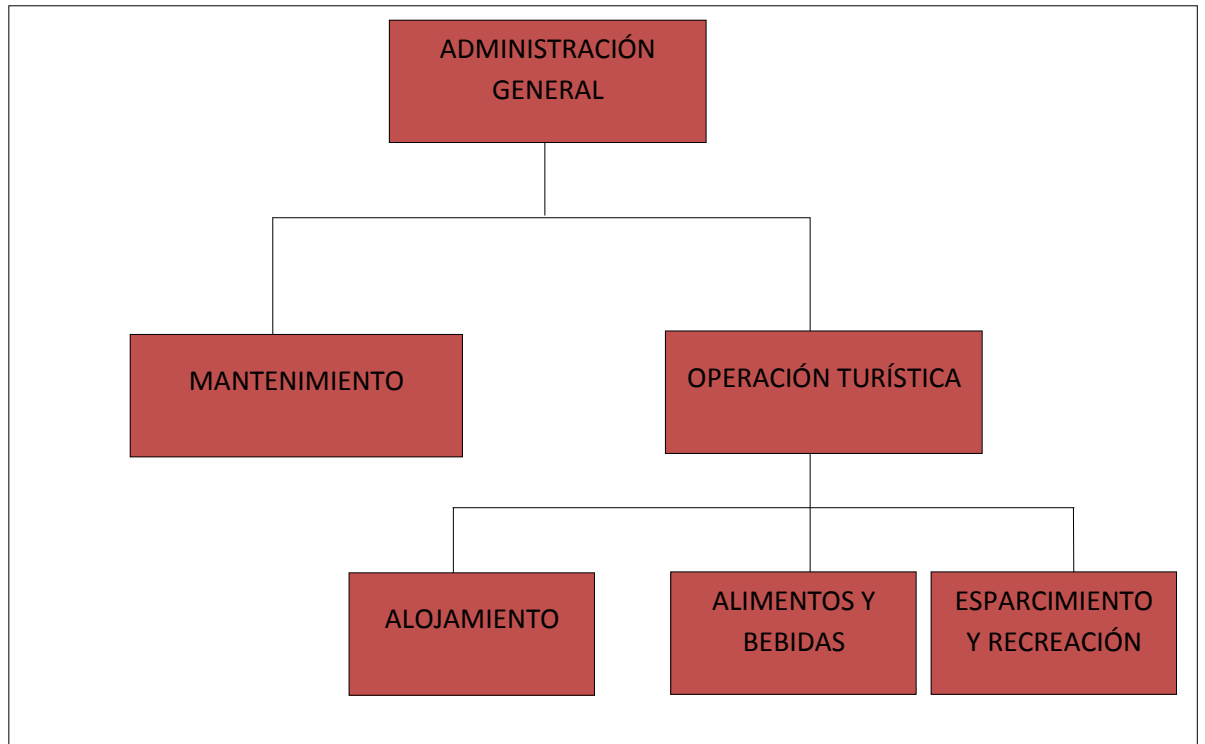 ADMINISTRACIÓN
GENERAL
MANTENIMIENTO
OPERACIÓN TURÍSTICA
ALOJAMIENTO
ALIMENTOS Y
BEBIDAS
ESPARCIMIENTO
Y RECREACIÓN